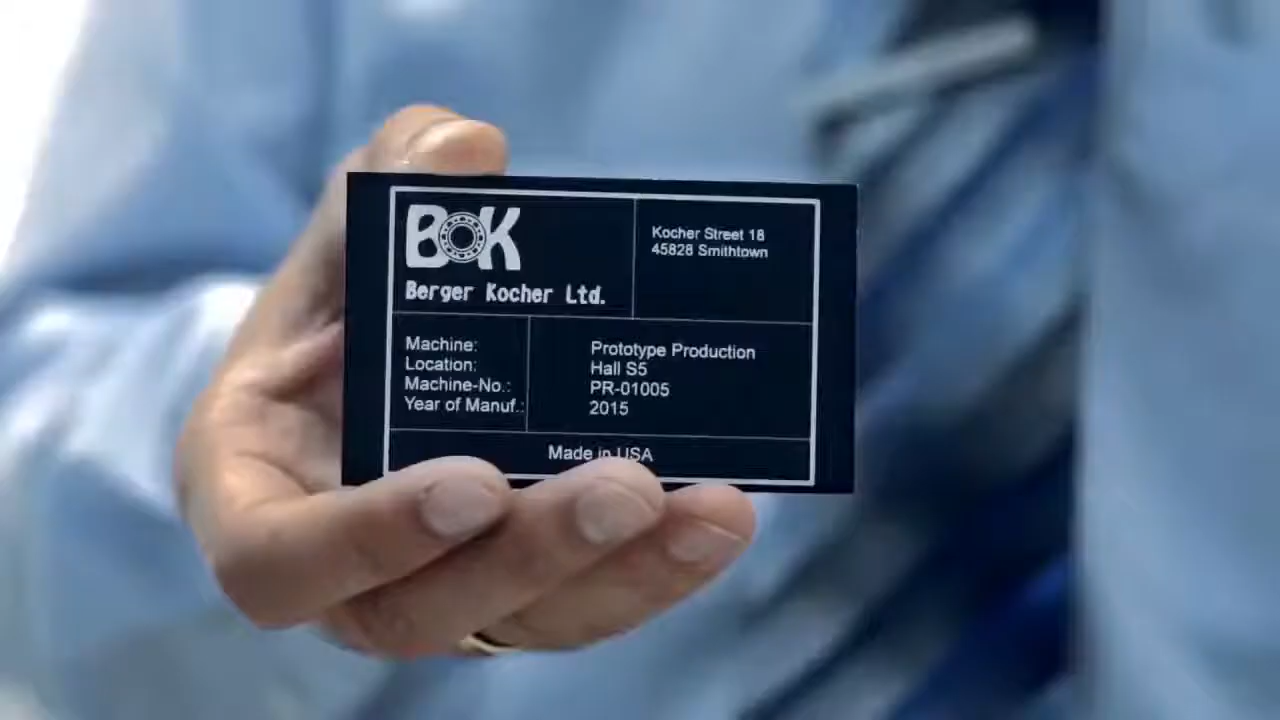 BOK
Berger Kocher Ltd.
Kocher Street 18
45828 Smithtown
Machine: Prototype Production
Location: Hall S5
Machine-No.: PR-01005
Year of Manuf.: 2015
Made in USA